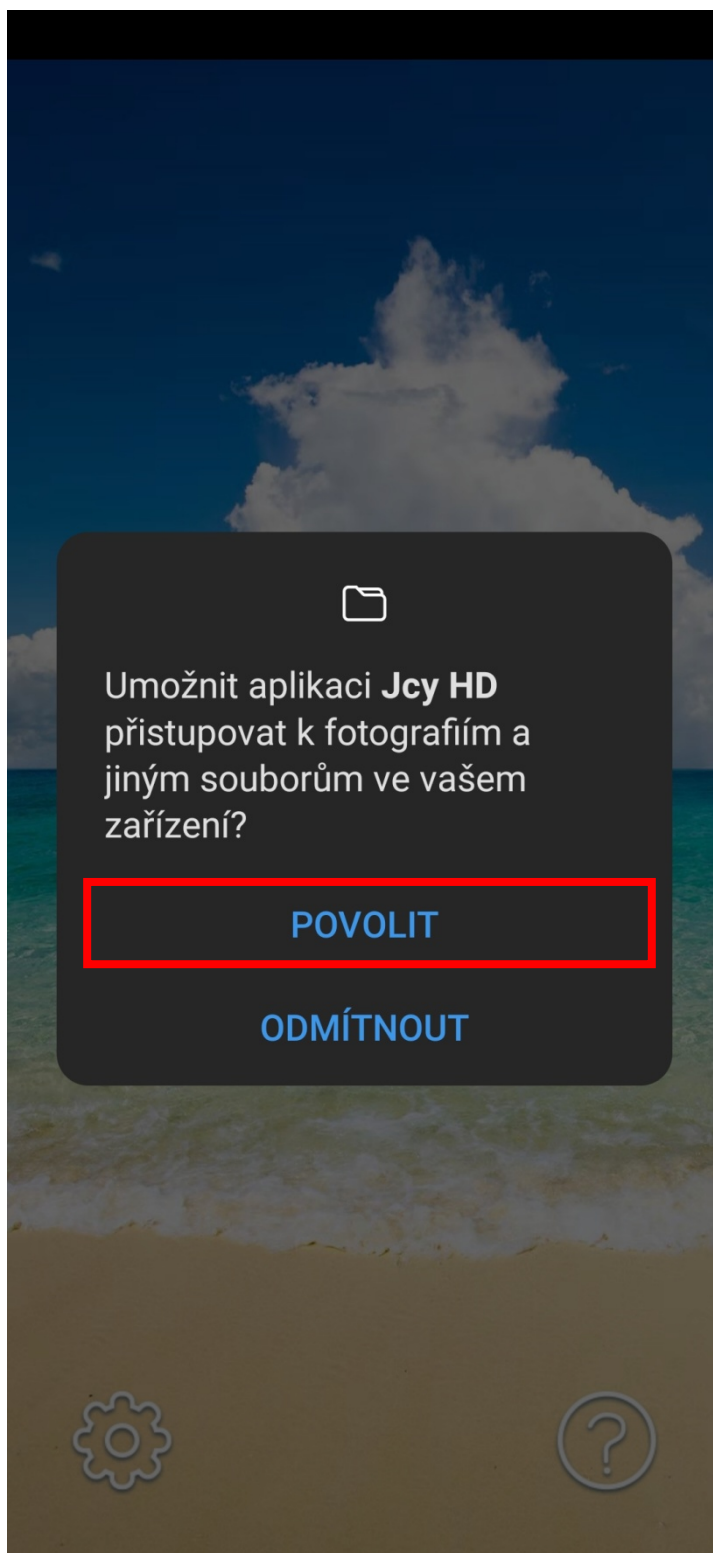 Umožnit aplikaci Jcy HD
přistupovat k fotografiím a
jiným souborům ve vašem
zařízení?
POVOLIT
ODMÍTNOUT
?